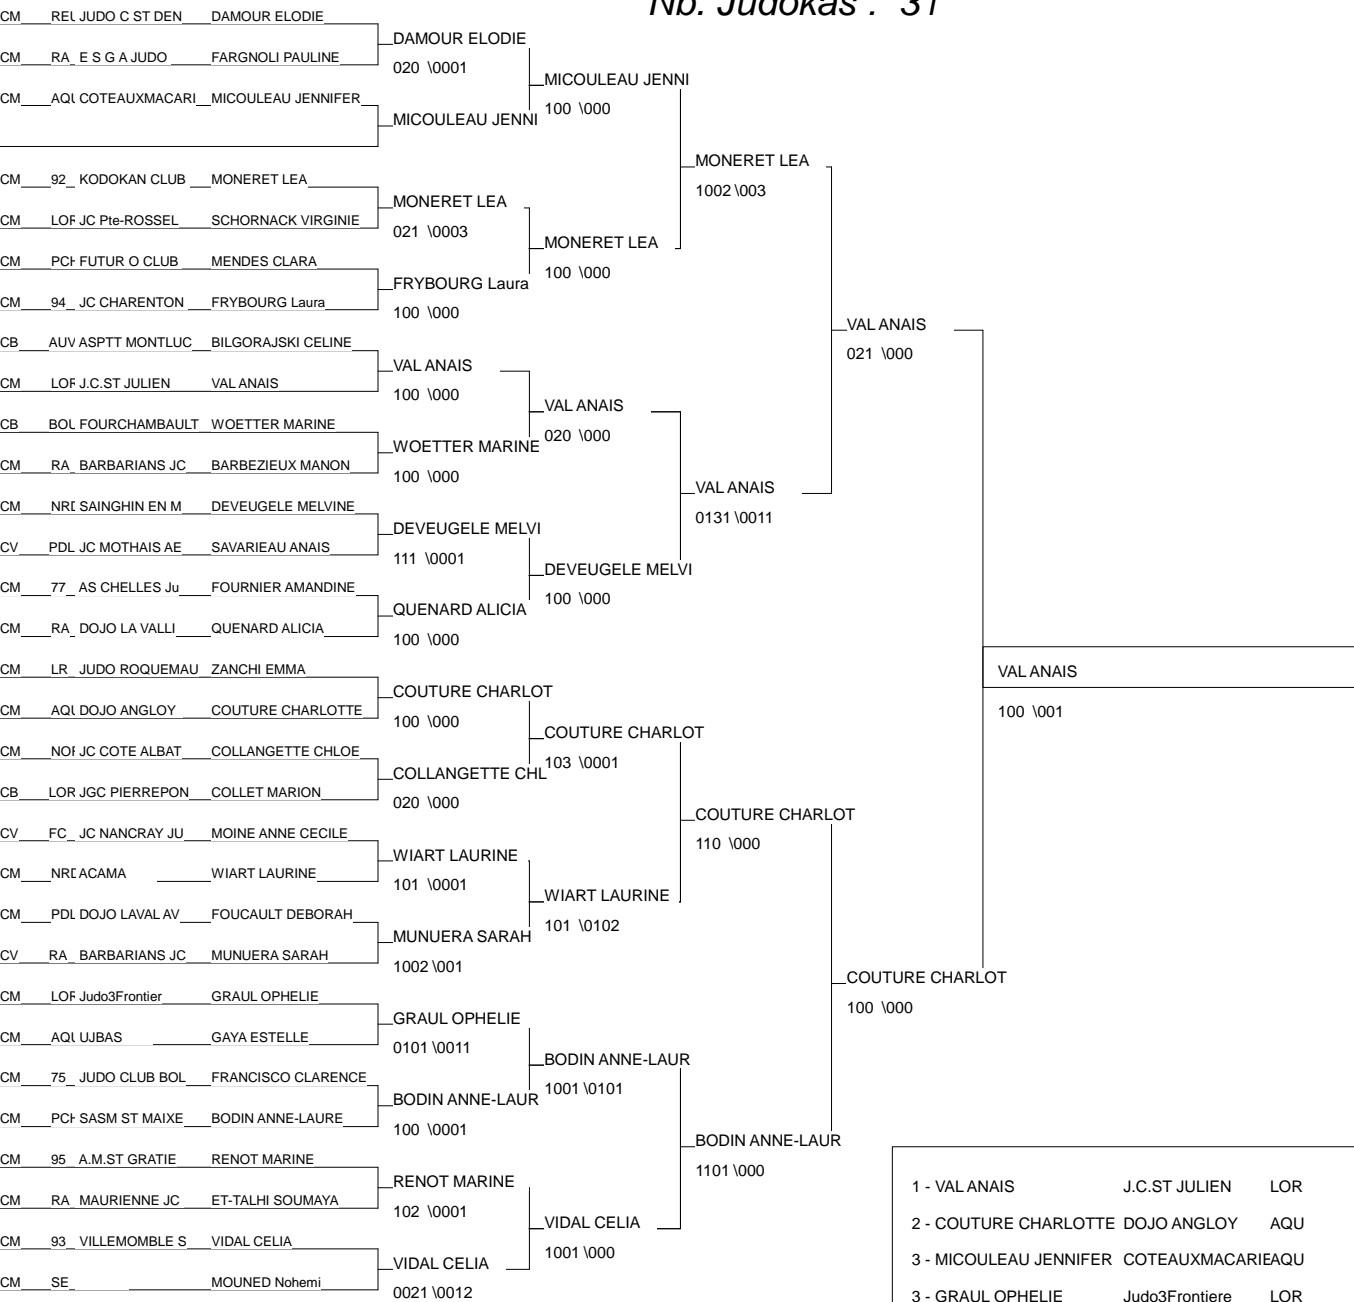 Nb. Judokas : 31
CM REU JUDO C ST DEN DAMOUR ELODIE
DAMOUR ELODIE
020 \0001
CM RA E S G A JUDO FARGNOLI PAULINE
MICOULEAU JENNI
100 \000
CM AQU COTEAUXMACARI MICOULEAU JENNIFER
MICOULEAU JENNI
MONERET LEA
1002 \003
CM 92 KODOKAN CLUB MONERET LEA
MONERET LEA
021 \0003
CM LOR JC Pte-ROSSEL SCHORNACK VIRGINIE
MONERET LEA
100 \000
CM PCH FUTUR O CLUB MENDES CLARA
FRYBOURG Laura
100 \000
CM 94 JC CHARENTON FRYBOURG Laura
VAL ANAIS
021 \000
CB AUV ASPTT MONTLUC BILGORAJSKI CELINE
VAL ANAIS
100 \000
CM LOR J.C.ST JULIEN VAL ANAIS
VAL ANAIS
020 \000
CB BOU FOURCHAMBAULT WOETTER MARINE
WOETTER MARINE
100 \000
CM RA BARBARIANS JC BARBEZIEUX MANON
VAL ANAIS
0131 \0011
CM NRD SAINGHIN EN M DEVEUGELE MELVINE
DEVEUGELE MELVI
111 \0001
CV PDL JC MOTHAIS AE SAVARIEAU ANAIS
DEVEUGELE MELVI
100 \000
CM 77 AS CHELLES Ju FOURNIER AMANDINE
QUENARD ALICIA
100 \000
CM RA DOJO LA VALLI QUENARD ALICIA
VAL ANAIS
100 \001
CM LR JUDO ROQUEMAU ZANCHI EMMA
COUTURE CHARLOT
100 \000
CM AQU DOJO ANGLOY COUTURE CHARLOTTE
COUTURE CHARLOT
103 \0001
CM NOR JC COTE ALBAT COLLANGETTE CHLOE
COLLANGETTE CHL
020 \000
CB LOR JGC PIERREPON COLLET MARION
COUTURE CHARLOT
110 \000
CV FC JC NANCRAY JU MOINE ANNE CECILE
WIART LAURINE
101 \0001
CM NRD ACAMA WIART LAURINE
WIART LAURINE
101 \0102
CM PDL DOJO LAVAL AV FOUCAULT DEBORAH
MUNUERA SARAH
1002 \001
CV RA BARBARIANS JC MUNUERA SARAH
COUTURE CHARLOT
100 \000
CM LOR Judo3Frontier GRAUL OPHELIE
GRAUL OPHELIE
0101 \0011
CM AQU UJBAS GAYA ESTELLE
BODIN ANNE-LAUR
1001 \0101
CM 75 JUDO CLUB BOL FRANCISCO CLARENCE
BODIN ANNE-LAUR
100 \0001
CM PCH SASM ST MAIXE BODIN ANNE-LAURE
BODIN ANNE-LAUR
1101 \000
CM 95 A.M.ST GRATIE RENOT MARINE
RENOT MARINE
102 \0001
CM RA MAURIENNE JC ET-TALHI SOUMAYA
VIDAL CELIA
1001 \000
CM 93 VILLEMOMBLE S VIDAL CELIA
VIDAL CELIA
0021 \0012
CM SE MOUNED Nohemi
1 - VAL ANAIS J.C.ST JULIEN LOR
2 - COUTURE CHARLOTTE DOJO ANGLOY AQU
3 - MICOULEAU JENNIFER COTEAUXMACARIE AQU
3 - GRAUL OPHELIE Judo3Frontiere LOR